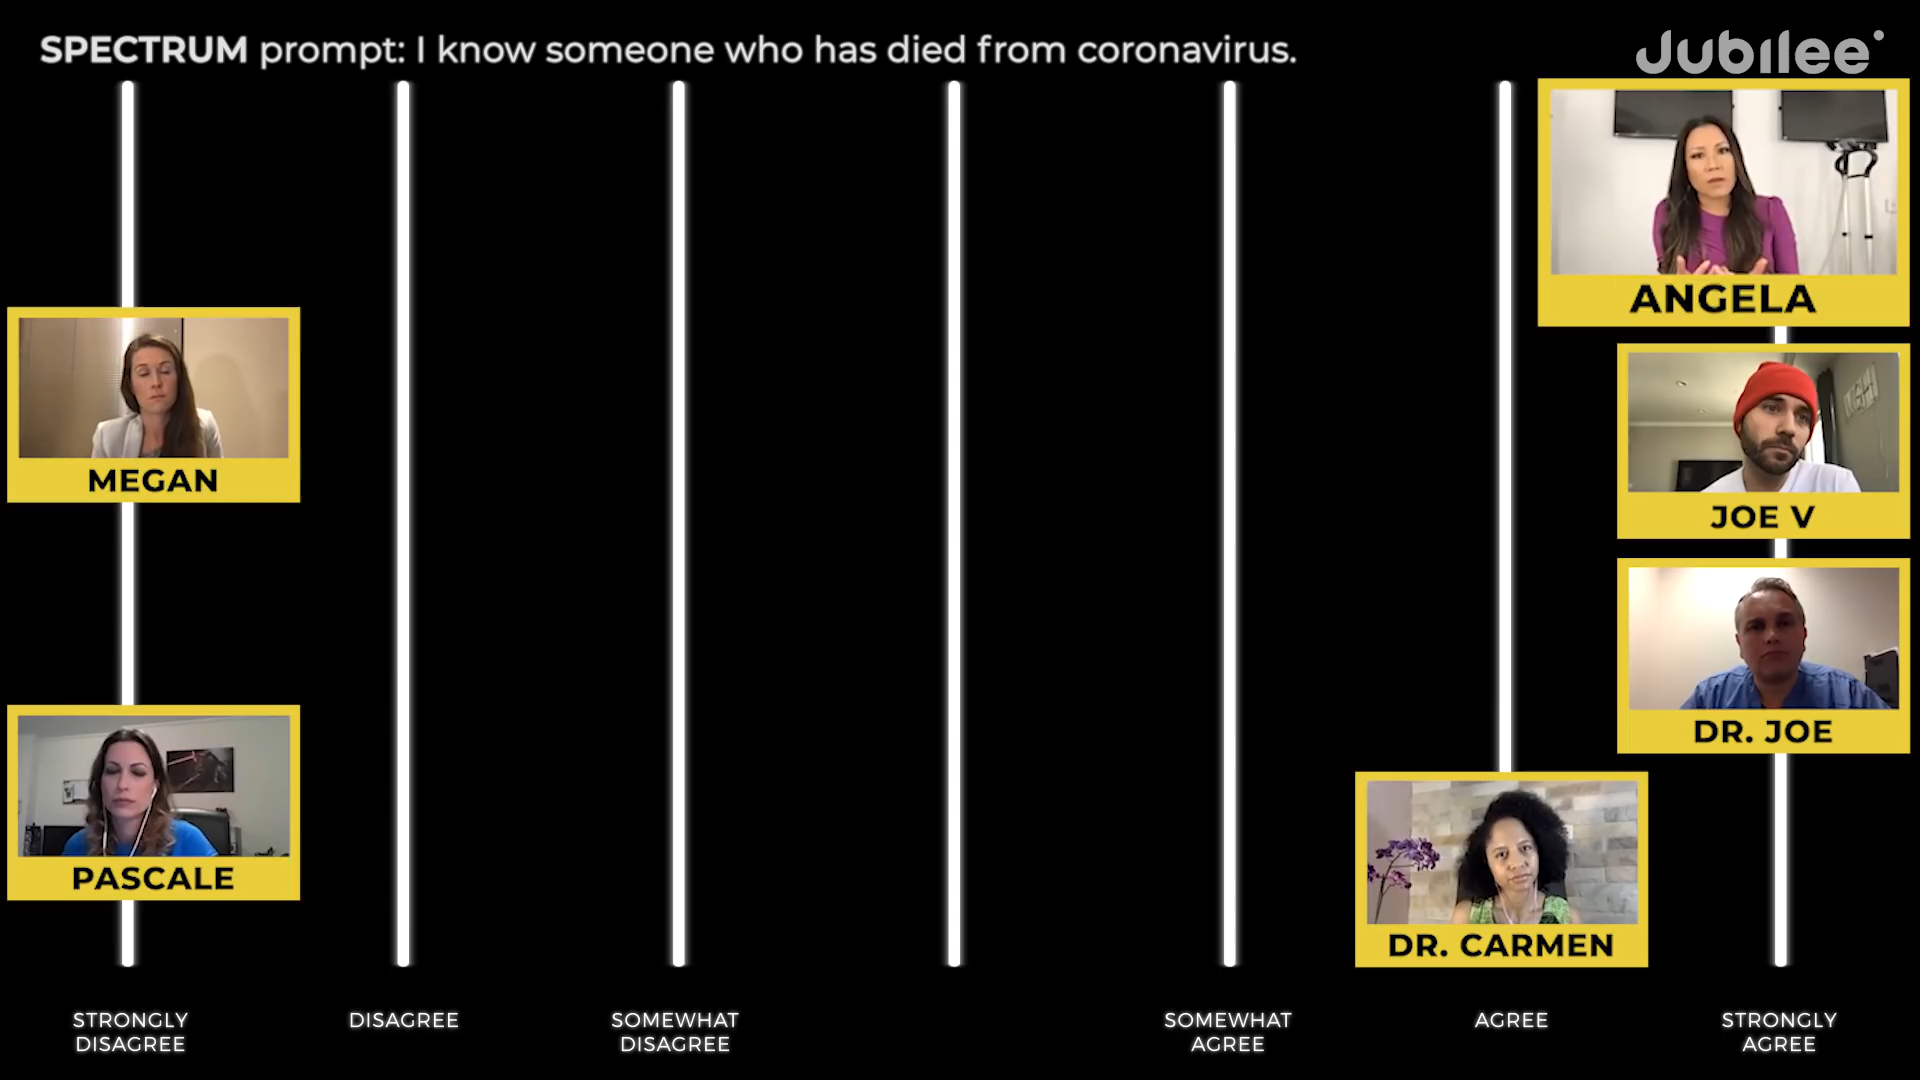 SPECTRUM prompt: I know someone who has died from coronavirus.
Jubilee
ANGELA
MEGAN
JOE V
DR. JOE
PASCALE
DR. CARMEN
STRONGLY
DISAGREE
DISAGREE
SOMEWHAT
DISAGREE
SOMEWHAT
AGREE
AGREE
STRONGLY
AGREE